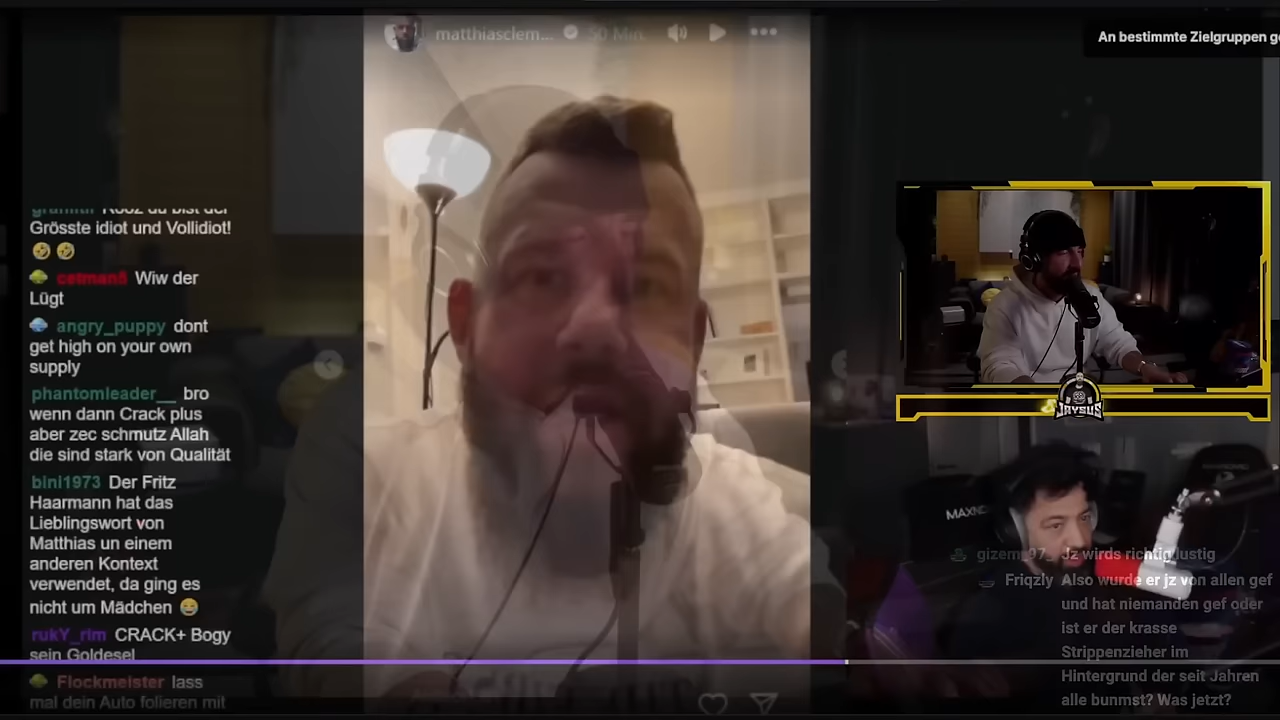 matthiasclem... 50 Min.
An bestimmte Zielgruppen
Grösste idiot und Vollidiot!
🤣🤣
cetman5 Wiw der
Lügt
angry_puppy dont
get high on your own
supply
phantomleader__ bro
wenn dann Crack plus
aber zec schmutz Allah
die sind stark von Qualität
bini1973 Der Fritz
Haarmann hat das
Lieblingswort von
Matthias un einem
anderen Kontext
verwendet, da ging es
nicht um Mädchen 😂
rukY_rim CRACK+ Bogy
sein Goldesel
Flockmeister lass
mal dein Auto folieren mit
JAYSUS
MAXNO
gizem_97_ Jz wirds richtig lustig
Friqzly Also wurde er jz von allen gef
und hat niemanden gef oder
ist er der krasse
Strippenzieher im
Hintergrund der seit Jahren
alle bunmst? Was jetzt?